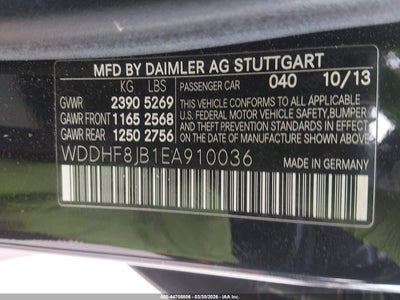 MFD BY DAIMLER AG STUTTGART
KG LBS PASSENGER CAR 040 10/13
GVWR 2390 5269 THIS VEHICLE CONFORMS TO ALL APPLICABLE
GAWR FRONT 1165 2568 U.S. FEDERAL MOTOR VEHICLE SAFETY, BUMPER,
GAWR REAR 1250 2756 AND THEFT PREVENTION STANDARDS IN EFFECT ON THE DATE OF MANUFACTURE SHOWN ABOVE.
WDDHF8JB1EA910036 MADE IN GERMANY